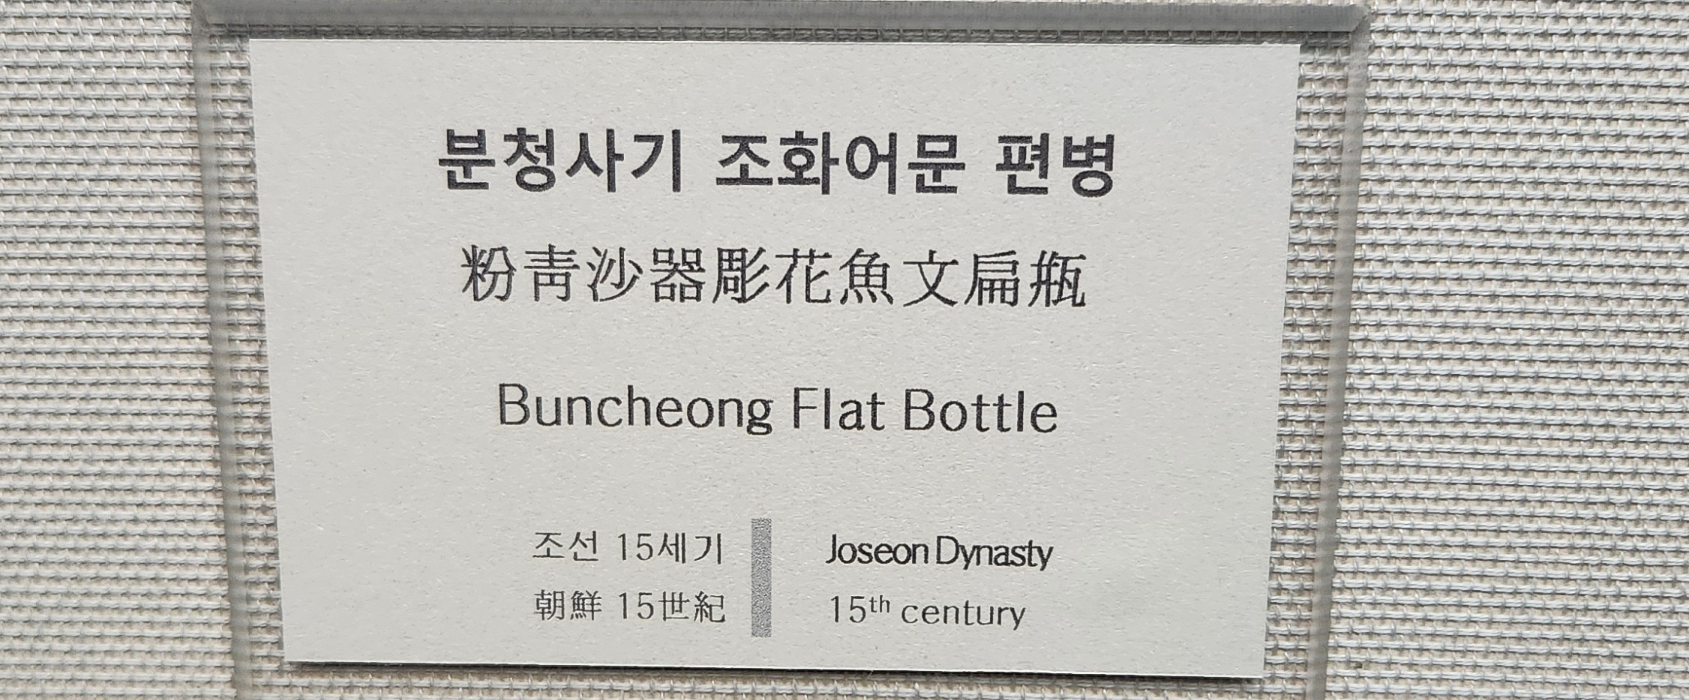 분청사기 조화어문 편병
粉靑沙器彫花魚文扁甁
Buncheong Flat Bottle
조선 15세기
朝鮮 15世紀
Joseon Dynasty
15th century